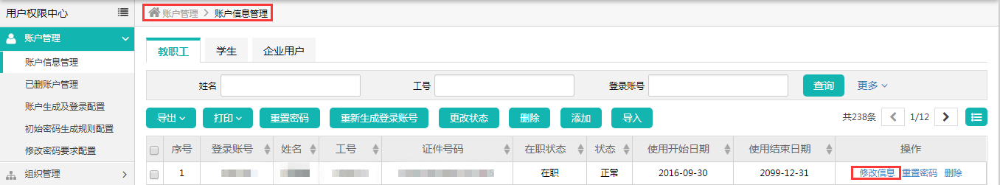 用户权限中心
账户管理 > 账户信息管理
账户管理
账户信息管理
已删账户管理
账户生成及登录配置
初始密码生成规则配置
修改密码要求配置
组织管理
教职工 学生 企业用户
姓名 工号 登录账号 查询 更多
导出 打印 重置密码 重新生成登录账号 更改状态 删除 添加 导入 共238条 1/12
序号 登录账号 姓名 工号 证件号码 在职状态 状态 使用开始日期 使用结束日期 操作
1 在职 正常 2016-09-30 2099-12-31 修改信息 重置密码 删除